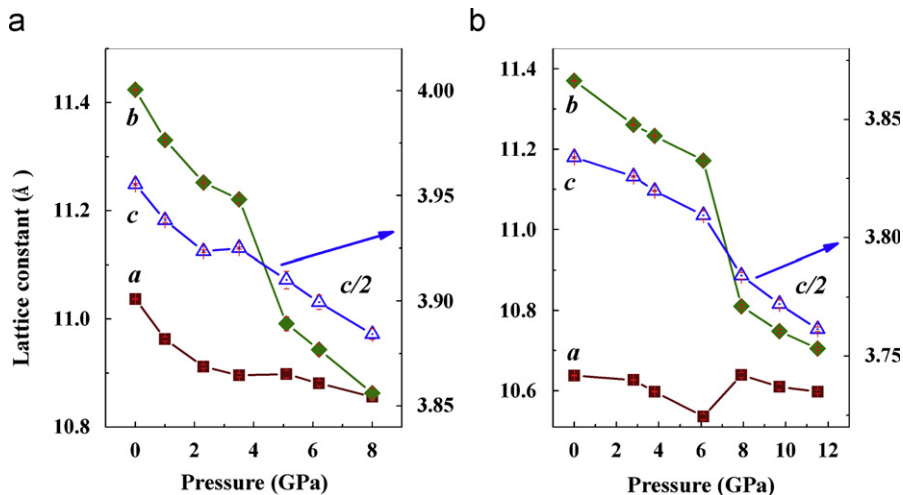 a
b
11.4
11.2
11.0
10.8
4.00
3.95
3.90
3.85
b
c
a
c/2
0 2 4 6 8
Pressure (GPa)
Lattice constant (Å)
11.4
11.2
11.0
10.8
10.6
3.85
3.80
3.75
b
c
a
c/2
0 2 4 6 8 10 12
Pressure (GPa)